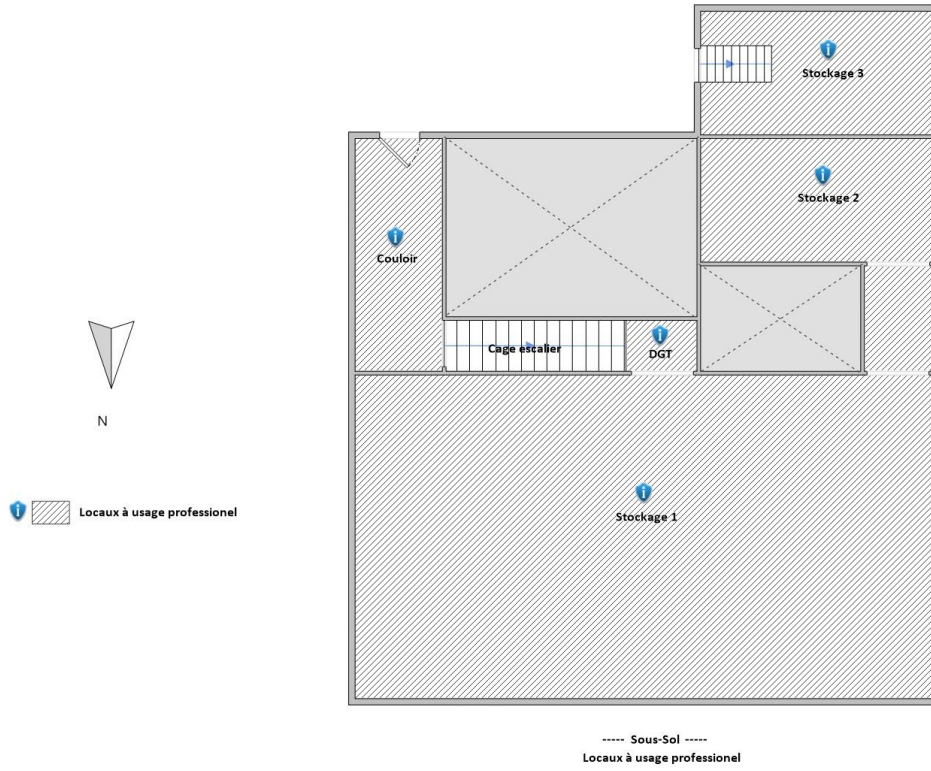 Stockage 3
Stockage 2
Couloir
Cage escalier
DGT
N
Stockage 1
Locaux à usage professionel
----- Sous-Sol -----
Locaux à usage professionel